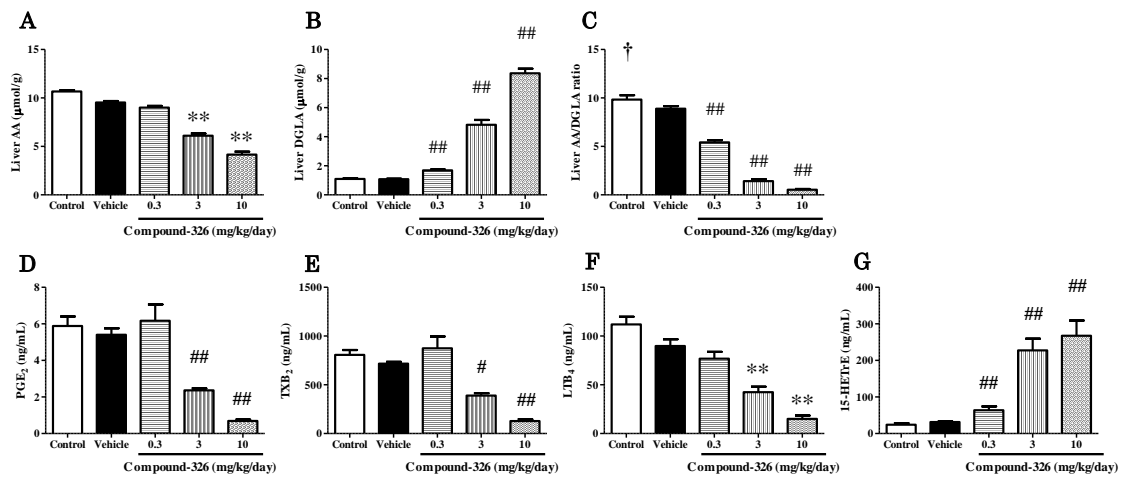 A
Liver AA (μmol/g)
15
10
5
0
**
**
Control Vehicle 0.3 3 10
Compound-326 (mg/kg/day)
B
Liver DGLA (μmol/g)
10
8
6
4
2
0
##
##
##
Control Vehicle 0.3 3 10
Compound-326 (mg/kg/day)
C
Liver AA/DGLA ratio
15
10
5
0
†
##
##
##
Control Vehicle 0.3 3 10
Compound-326 (mg/kg/day)
D
PGE2 (ng/mL)
8
6
4
2
0
##
##
Control Vehicle 0.3 3 10
Compound-326 (mg/kg/day)
E
TXB2 (ng/mL)
1500
1000
500
0
#
##
Control Vehicle 0.3 3 10
Compound-326 (mg/kg/day)
F
LTB4 (ng/mL)
150
100
50
0
**
**
Control Vehicle 0.3 3 10
Compound-326 (mg/kg/day)
G
15-HETrE (ng/mL)
400
300
200
100
0
##
##
##
Control Vehicle 0.3 3 10
Compound-326 (mg/kg/day)